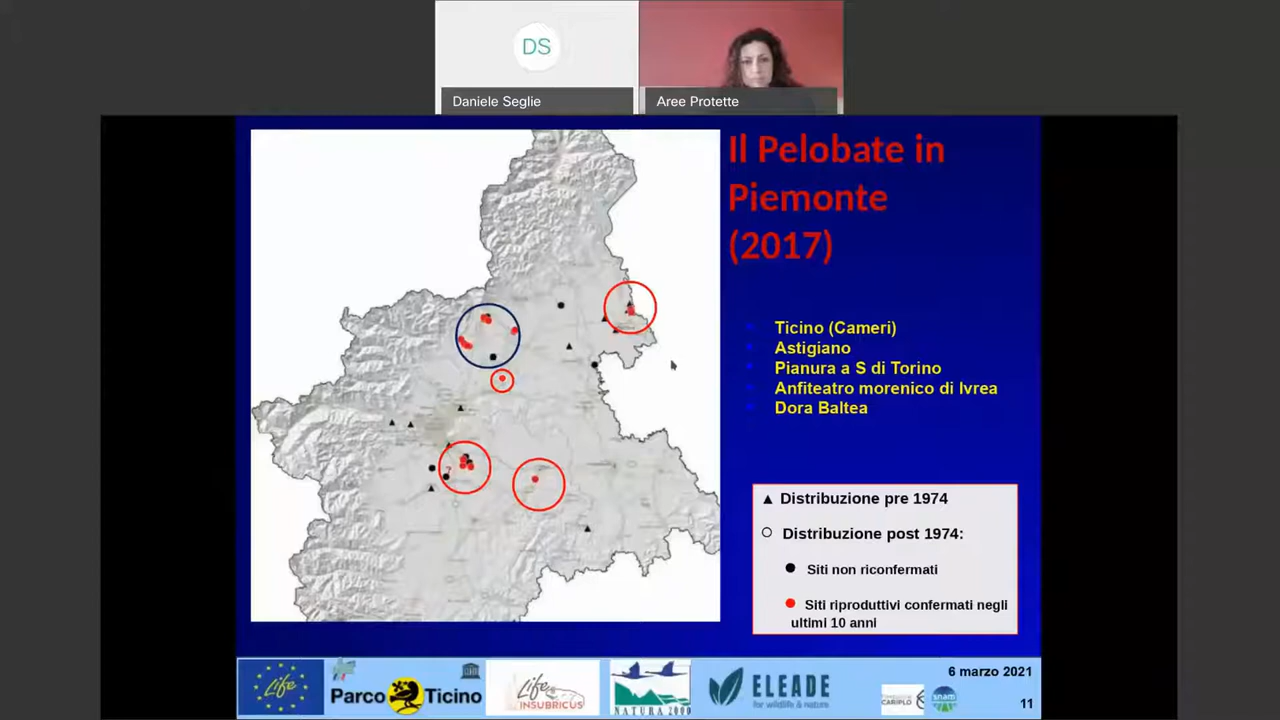 DS
Daniele Seglie
Aree Protette
Il Pelobate in
Piemonte
(2017)
Ticino (Cameri)
Astigiano
Pianura a S di Torino
Anfiteatro morenico di Ivrea
Dora Baltea
?
Distribuzione pre 1974
Distribuzione post 1974:
Siti non riconfermati
Siti riproduttivi confermati negli
ultimi 10 anni
Life
Parco Ticino
Life
INSUBRICUS
NATURA 2000
ELEADE
for wildlife & nature
CARIPLO
snam
6 marzo 2021
11